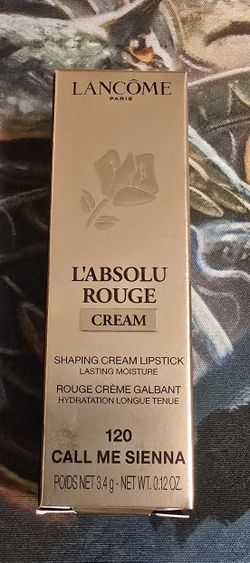 LANCÔME
PARIS
L'ABSOLU
ROUGE
CREAM
SHAPING CREAM LIPSTICK
LASTING MOISTURE
ROUGE CRÈME GALBANT
HYDRATATION LONGUE TENUE
120
CALL ME SIENNA
POIDS NET 3,4 g - NET WT. 0.12 OZ.